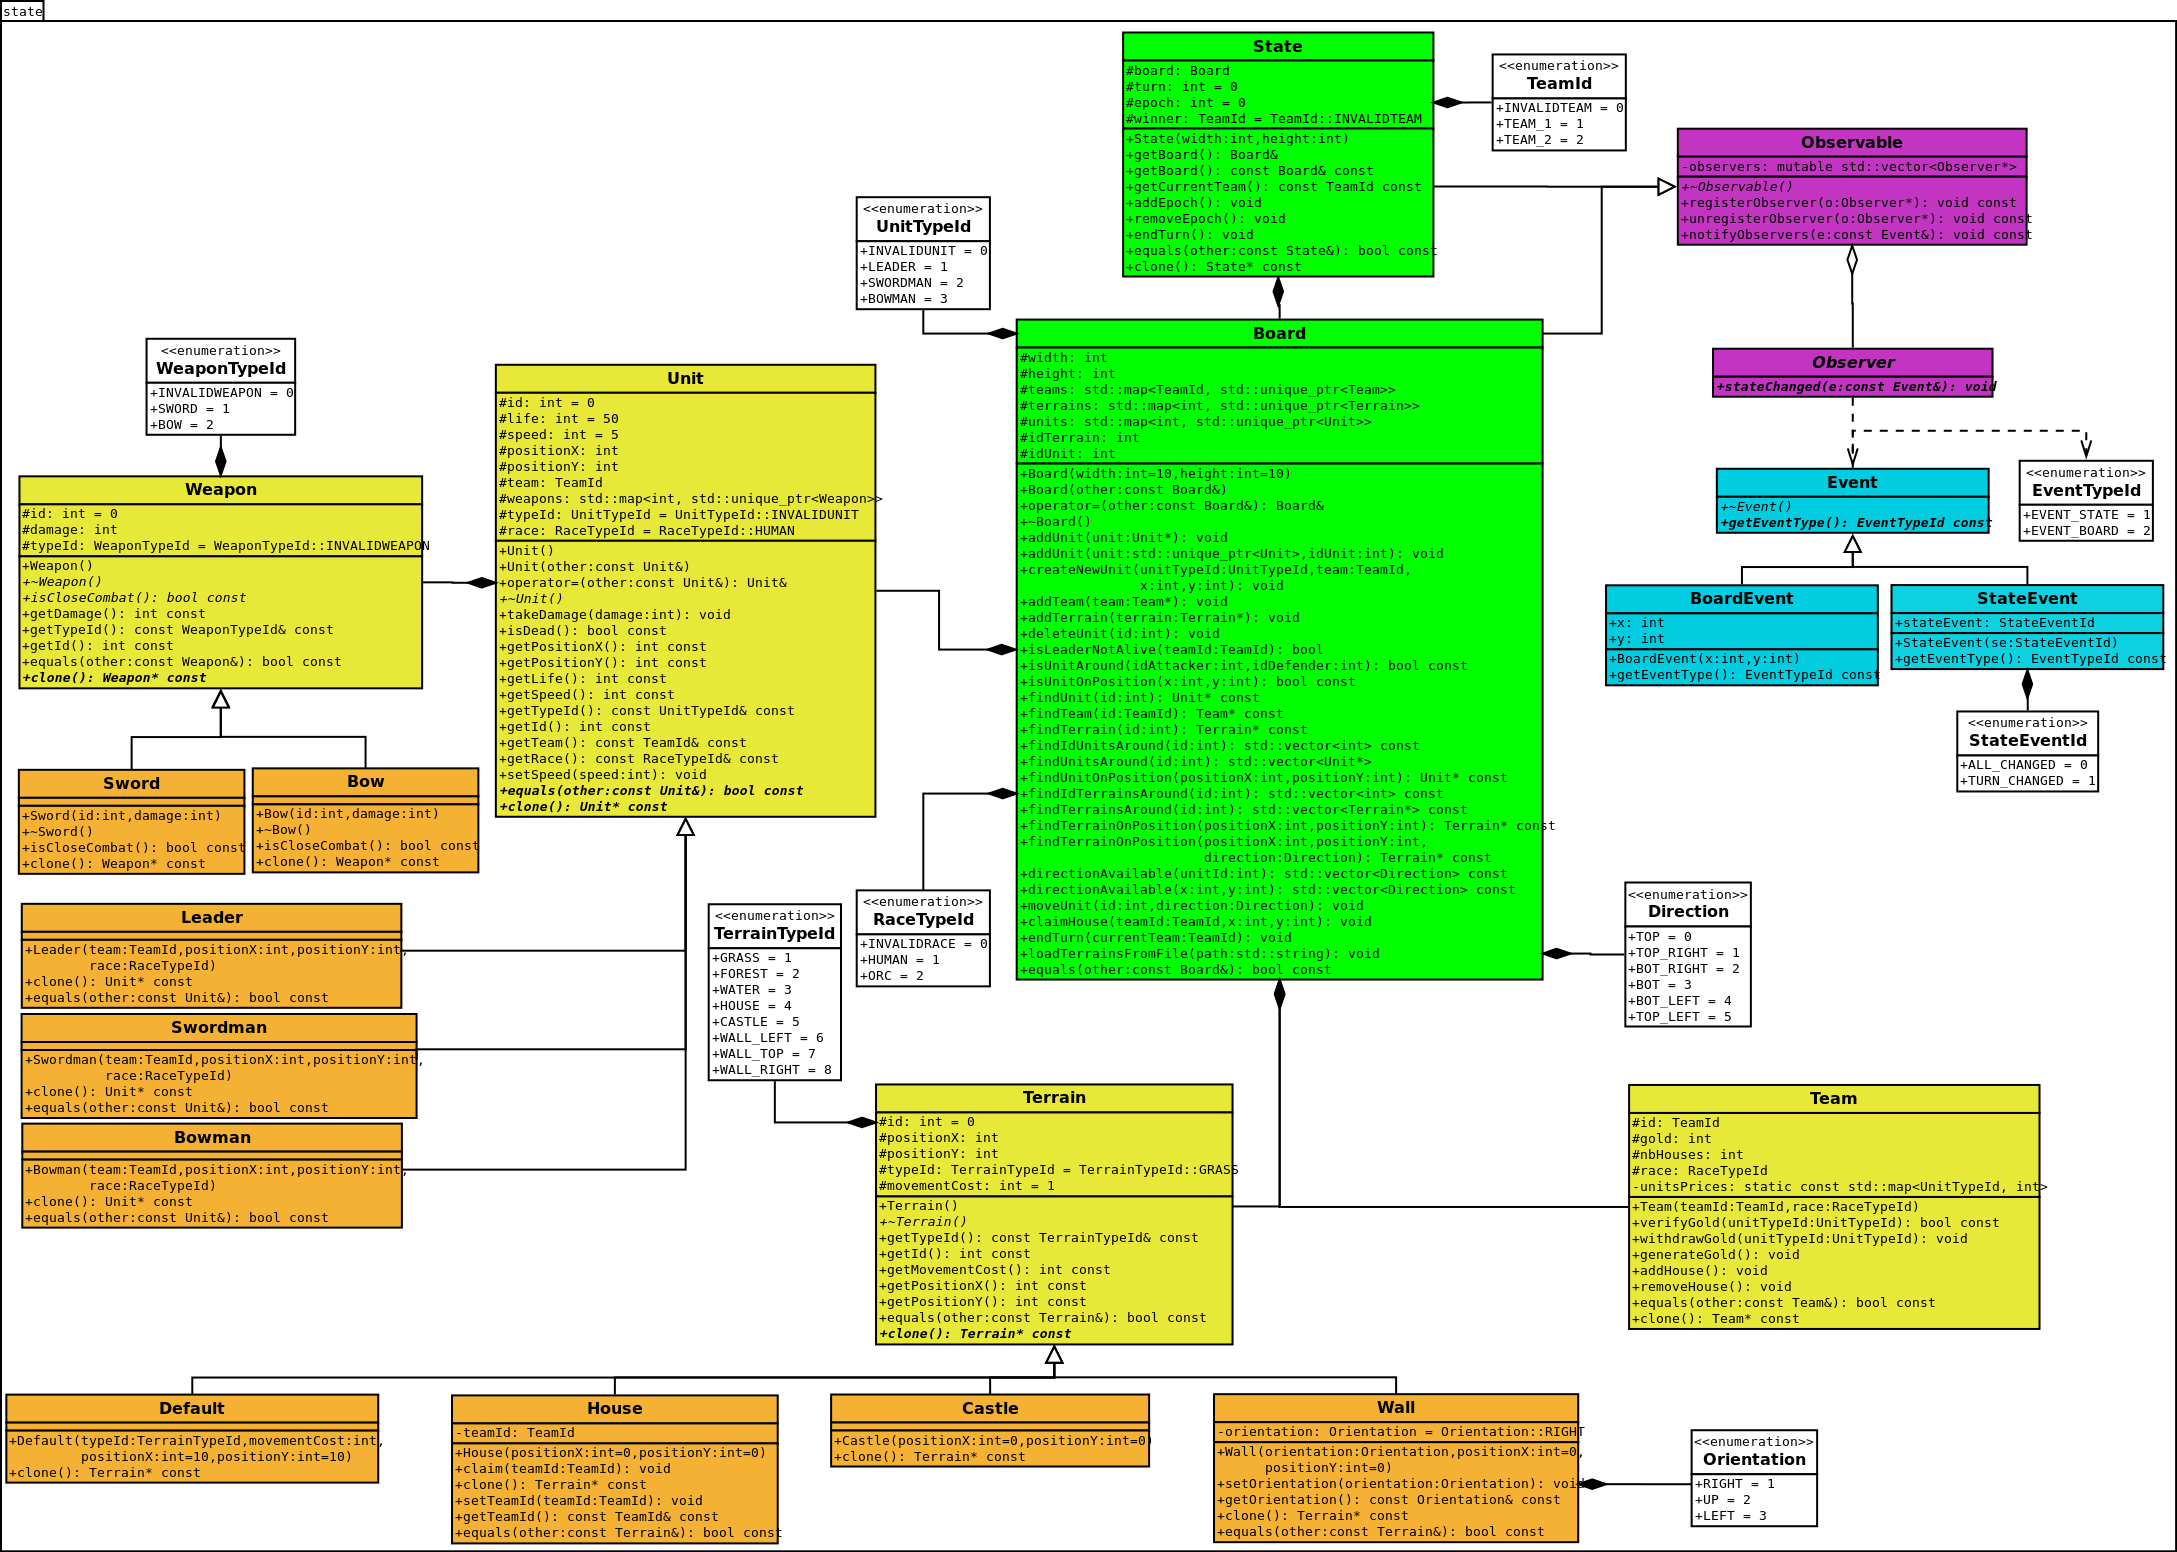 state
State
#board: Board
#turn: int = 0
#epoch: int = 0
#winner: TeamId = TeamId::INVALIDTEAM
+State(width:int,height:int)
+getBoard(): Board&
+getBoard(): const Board& const
+getCurrentTeam(): const TeamId const
+addEpoch(): void
+removeEpoch(): void
+endTurn(): void
+equals(other:const State&): bool const
+clone(): State* const
<<enumeration>>
TeamId
+INVALIDTEAM = 0
+TEAM_1 = 1
+TEAM_2 = 2
Observable
-observers: mutable std::vector<Observer*>
+~Observable()
+registerObserver(o:Observer*): void const
+unregisterObserver(o:Observer*): void const
+notifyObservers(e:const Event&): void const
<<enumeration>>
UnitTypeId
+INVALIDUNIT = 0
+LEADER = 1
+SWORDMAN = 2
+BOWMAN = 3
<<enumeration>>
WeaponTypeId
+INVALIDWEAPON = 0
+SWORD = 1
+BOW = 2
Unit
#id: int = 0
#life: int = 50
#speed: int = 5
#positionX: int
#positionY: int
#team: TeamId
#weapons: std::map<int, std::unique_ptr<Weapon>>
#typeId: UnitTypeId = UnitTypeId::INVALIDUNIT
#race: RaceTypeId = RaceTypeId::HUMAN
+Unit()
+Unit(other:const Unit&)
+operator=(other:const Unit&): Unit&
+~Unit()
+takeDamage(damage:int): void
+isDead(): bool const
+getPositionX(): int const
+getPositionY(): int const
+getLife(): int const
+getSpeed(): int const
+getTypeId(): const UnitTypeId& const
+getId(): int const
+getTeam(): const TeamId& const
+getRace(): const RaceTypeId& const
+setSpeed(speed:int): void
+equals(other:const Unit&): bool const
+clone(): Unit* const
Board
#width: int
#height: int
#teams: std::map<TeamId, std::unique_ptr<Team>>
#terrains: std::map<int, std::unique_ptr<Terrain>>
#units: std::map<int, std::unique_ptr<Unit>>
#idTerrain: int
#idUnit: int
+Board(width:int=10,height:int=10)
+Board(other:const Board&)
+operator=(other:const Board&): Board&
+~Board()
+addUnit(unit:Unit*): void
+addUnit(unit:std::unique_ptr<Unit>,idUnit:int): void
+createNewUnit(unitTypeId:UnitTypeId,team:TeamId,
x:int,y:int): void
+addTeam(team:Team*): void
+addTerrain(terrain:Terrain*): void
+deleteUnit(id:int): void
+isLeaderNotAlive(teamId:TeamId): bool
+isUnitAround(idAttacker:int,idDefender:int): bool const
+isUnitOnPosition(x:int,y:int): bool const
+findUnit(id:int): Unit* const
+findTeam(id:TeamId): Team* const
+findTerrain(id:int): Terrain* const
+findIdUnitsAround(id:int): std::vector<int> const
+findUnitsAround(id:int): std::vector<Unit*>
+findUnitOnPosition(positionX:int,positionY:int): Unit* const
+findIdTerrainsAround(id:int): std::vector<int> const
+findTerrainsAround(id:int): std::vector<Terrain*> const
+findTerrainOnPosition(positionX:int,positionY:int): Terrain* const
+findTerrainOnPosition(positionX:int,positionY:int,
direction:Direction): Terrain* const
+directionAvailable(unitId:int): std::vector<Direction> const
+directionAvailable(x:int,y:int): std::vector<Direction> const
+moveUnit(id:int,direction:Direction): void
+claimHouse(teamId:TeamId,x:int,y:int): void
+endTurn(currentTeam:TeamId): void
+loadTerrainsFromFile(path:std::string): void
+equals(other:const Board&): bool const
Observer
+stateChanged(e:const Event&): void
Event
+~Event()
+getEventType(): EventTypeId const
<<enumeration>>
EventTypeId
+EVENT_STATE = 1
+EVENT_BOARD = 2
BoardEvent
+x: int
+y: int
+BoardEvent(x:int,y:int)
+getEventType(): EventTypeId const
StateEvent
+stateEvent: StateEventId
+StateEvent(se:StateEventId)
+getEventType(): EventTypeId const
<<enumeration>>
StateEventId
+ALL_CHANGED = 0
+TURN_CHANGED = 1
Weapon
#id: int = 0
#damage: int
#typeId: WeaponTypeId = WeaponTypeId::INVALIDWEAPON
+Weapon()
+~Weapon()
+isCloseCombat(): bool const
+getDamage(): int const
+getTypeId(): const WeaponTypeId& const
+getId(): int const
+equals(other:const Weapon&): bool const
+clone(): Weapon* const
Sword
+Sword(id:int,damage:int)
+~Sword()
+isCloseCombat(): bool const
+clone(): Weapon* const
Bow
+Bow(id:int,damage:int)
+~Bow()
+isCloseCombat(): bool const
+clone(): Weapon* const
Leader
+Leader(team:TeamId,positionX:int,positionY:int,
race:RaceTypeId)
+clone(): Unit* const
+equals(other:const Unit&): bool const
Swordman
+Swordman(team:TeamId,positionX:int,positionY:int,
race:RaceTypeId)
+clone(): Unit* const
+equals(other:const Unit&): bool const
Bowman
+Bowman(team:TeamId,positionX:int,positionY:int,
race:RaceTypeId)
+clone(): Unit* const
+equals(other:const Unit&): bool const
<<enumeration>>
TerrainTypeId
+GRASS = 1
+FOREST = 2
+WATER = 3
+HOUSE = 4
+CASTLE = 5
+WALL_LEFT = 6
+WALL_TOP = 7
+WALL_RIGHT = 8
<<enumeration>>
RaceTypeId
+INVALIDRACE = 0
+HUMAN = 1
+ORC = 2
<<enumeration>>
Direction
+TOP = 0
+TOP_RIGHT = 1
+BOT_RIGHT = 2
+BOT = 3
+BOT_LEFT = 4
+TOP_LEFT = 5
Terrain
#id: int = 0
#positionX: int
#positionY: int
#typeId: TerrainTypeId = TerrainTypeId::GRASS
#movementCost: int = 1
+Terrain()
+~Terrain()
+getTypeId(): const TerrainTypeId& const
+getId(): int const
+getMovementCost(): int const
+getPositionX(): int const
+getPositionY(): int const
+equals(other:const Terrain&): bool const
+clone(): Terrain* const
Team
#id: TeamId
#gold: int
#nbHouses: int
#race: RaceTypeId
-unitsPrices: static const std::map<UnitTypeId, int>
+Team(teamId:TeamId,race:RaceTypeId)
+verifyGold(unitTypeId:UnitTypeId): bool const
+withdrawGold(unitTypeId:UnitTypeId): void
+generateGold(): void
+addHouse(): void
+removeHouse(): void
+equals(other:const Team&): bool const
+clone(): Team* const
Default
+Default(typeId:TerrainTypeId,movementCost:int,
positionX:int=10,positionY:int=10)
+clone(): Terrain* const
House
-teamId: TeamId
+House(positionX:int=0,positionY:int=0)
+claim(teamId:TeamId): void
+clone(): Terrain* const
+setTeamId(teamId:TeamId): void
+getTeamId(): const TeamId& const
+equals(other:const Terrain&): bool const
Castle
+Castle(positionX:int=0,positionY:int=0)
+clone(): Terrain* const
Wall
-orientation: Orientation = Orientation::RIGHT
+Wall(orientation:Orientation,positionX:int=0,
positionY:int=0)
+setOrientation(orientation:Orientation): void
+getOrientation(): const Orientation& const
+clone(): Terrain* const
+equals(other:const Terrain&): bool const
<<enumeration>>
Orientation
+RIGHT = 1
+UP = 2
+LEFT = 3